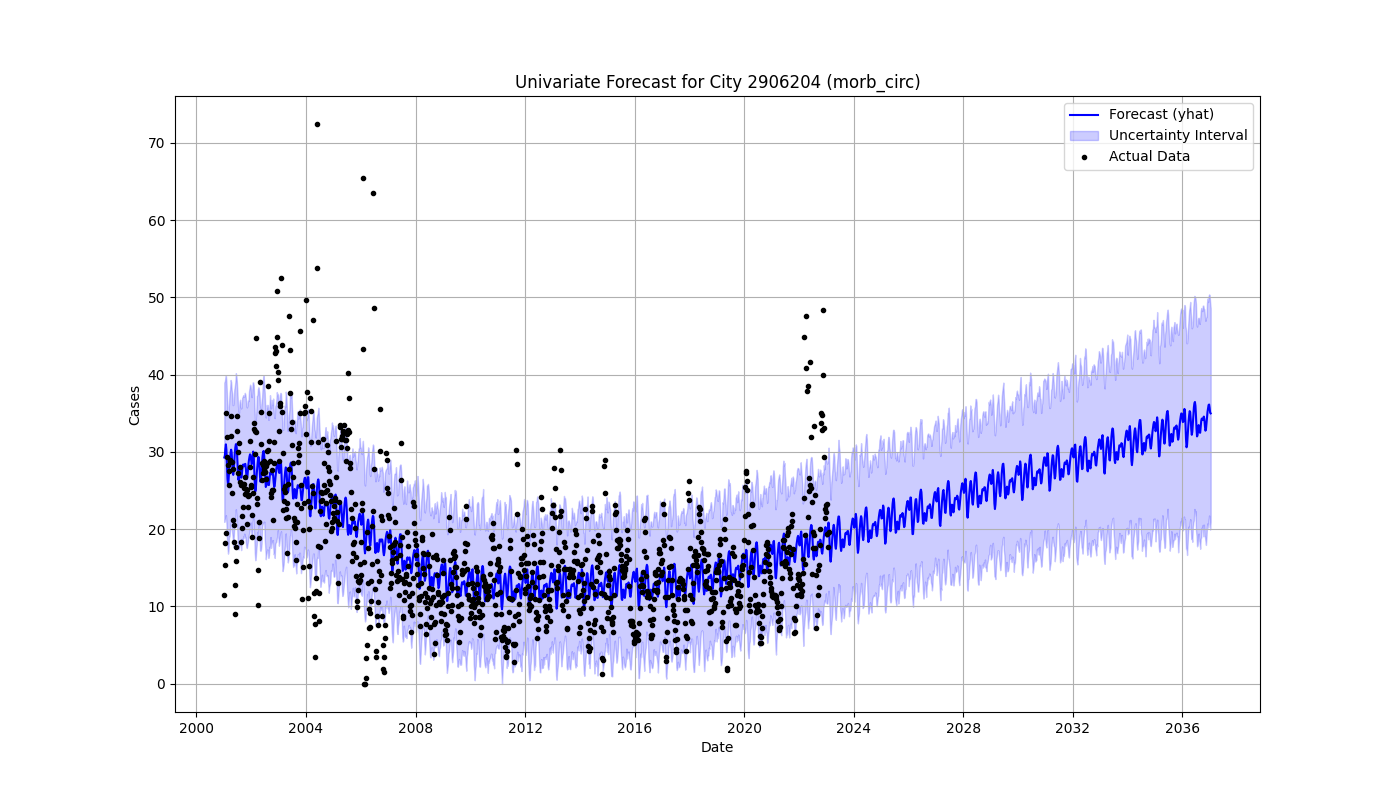 Univariate Forecast for City 2906204 (morb_circ)
Forecast (yhat)
Uncertainty Interval
Actual Data
70
60
50
40
30
20
10
0
Cases
2000 2004 2008 2012 2016 2020 2024 2028 2032 2036
Date